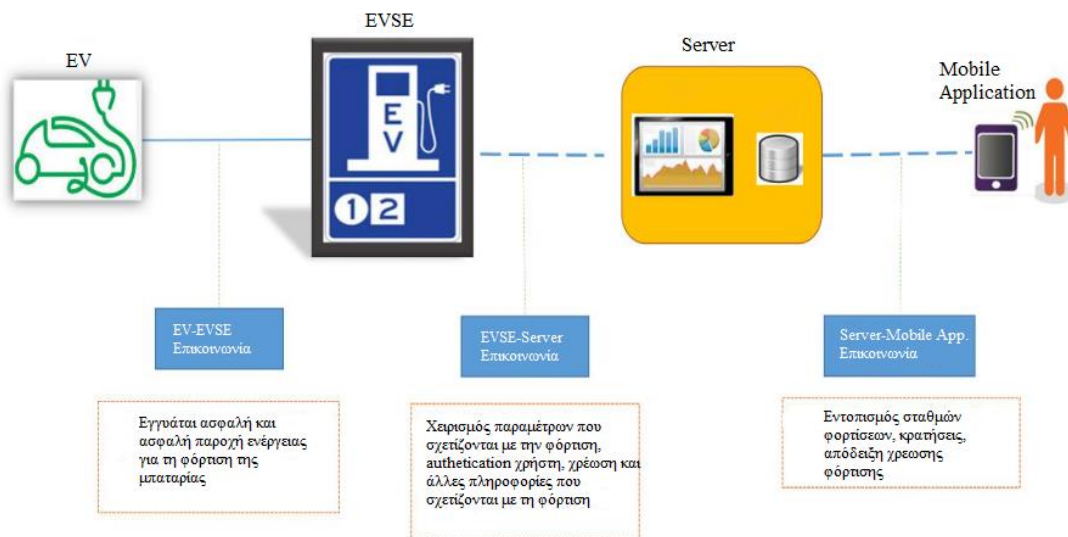 EVSE
EV
Server
Mobile
Application
E
V
1 2
EV-EVSE
Επικοινωνία
EVSE-Server
Επικοινωνία
Server-Mobile App.
Επικοινωνία
Εγγυάται ασφαλή και
ασφαλή παροχή ενέργειας
για τη φόρτιση της
μπαταρίας
Χειρισμός παραμέτρων που
σχετίζονται με την φόρτιση,
authetication χρήστη, χρέωση και
άλλες πληροφορίες που
σχετίζονται με τη φόρτιση
Εντοπισμός σταθμών
φορτίσεων, κρατήσεις,
απόδειξη χρεωσης
φόρτισης